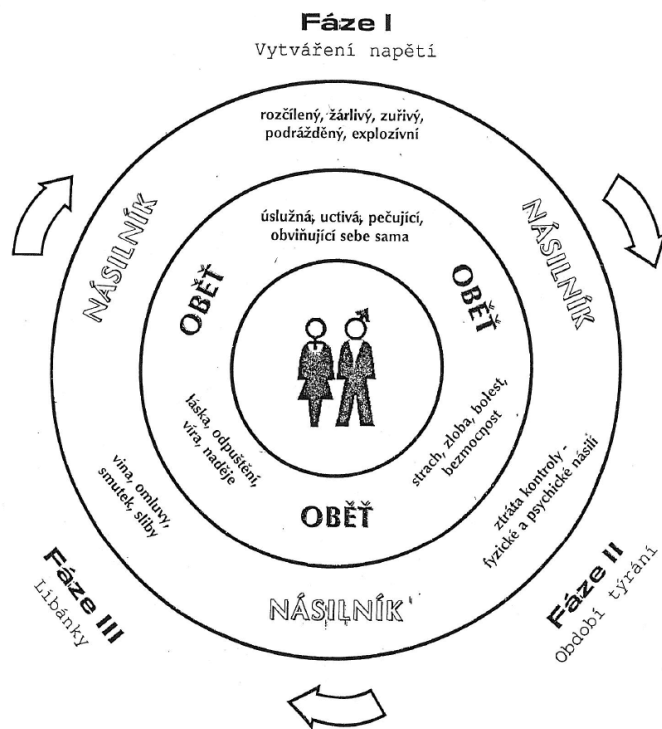 Fáze I
Vytváření napětí
rozčílený, žárlivý, zuřivý,
podrážděný, explozívní
NÁSILNÍK
NÁSILNÍK
úslužná, uctivá, pečující,
obviňující sebe sama
OBĚŤ
OBĚŤ
láska, odpuštění,
víra, naděje
strach, zloba, bolest,
bezmocnost
vina, omluvy,
smutek, sliby
ztráta kontroly -
fyzické a psychické násilí
OBĚŤ
NÁSILNÍK
Fáze III
Líbánky
Fáze II
Období týrání